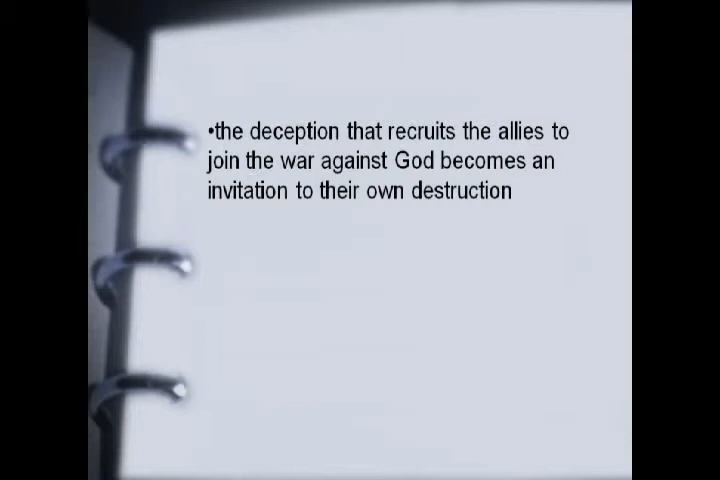 •the deception that recruits the allies to
join the war against God becomes an
invitation to their own destruction